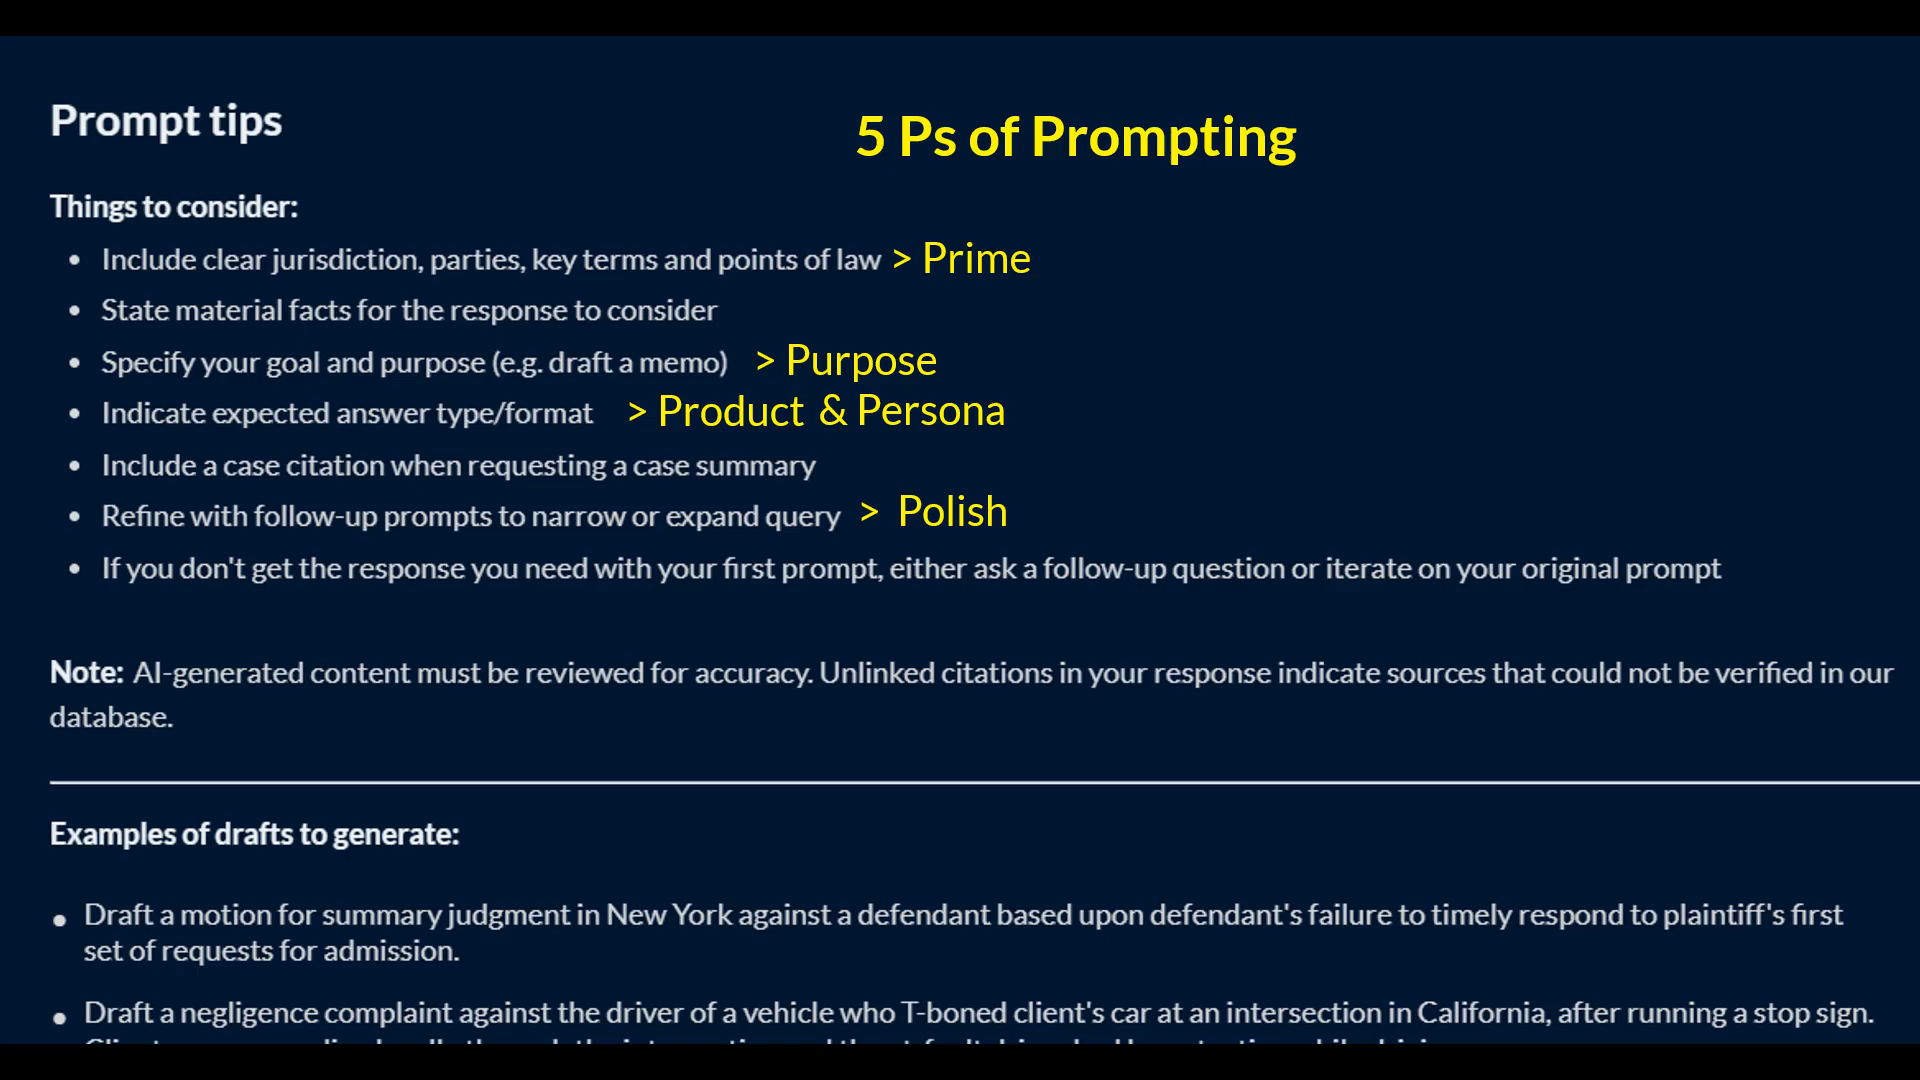 Prompt tips
5 Ps of Prompting
Things to consider:
• Include clear jurisdiction, parties, key terms and points of law > Prime
• State material facts for the response to consider
• Specify your goal and purpose (e.g. draft a memo) > Purpose
• Indicate expected answer type/format > Product & Persona
• Include a case citation when requesting a case summary
• Refine with follow-up prompts to narrow or expand query > Polish
• If you don't get the response you need with your first prompt, either ask a follow-up question or iterate on your original prompt
Note: AI-generated content must be reviewed for accuracy. Unlinked citations in your response indicate sources that could not be verified in our
database.
Examples of drafts to generate:
• Draft a motion for summary judgment in New York against a defendant based upon defendant's failure to timely respond to plaintiff's first
set of requests for admission.
• Draft a negligence complaint against the driver of a vehicle who T-boned client's car at an intersection in California, after running a stop sign.